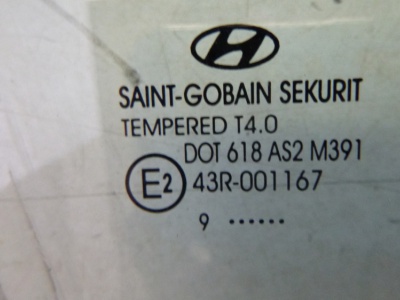 SAINT-GOBAIN SEKURIT
TEMPERED T4.0
DOT 618 AS2 M391
E2 43R-001167
9 ......